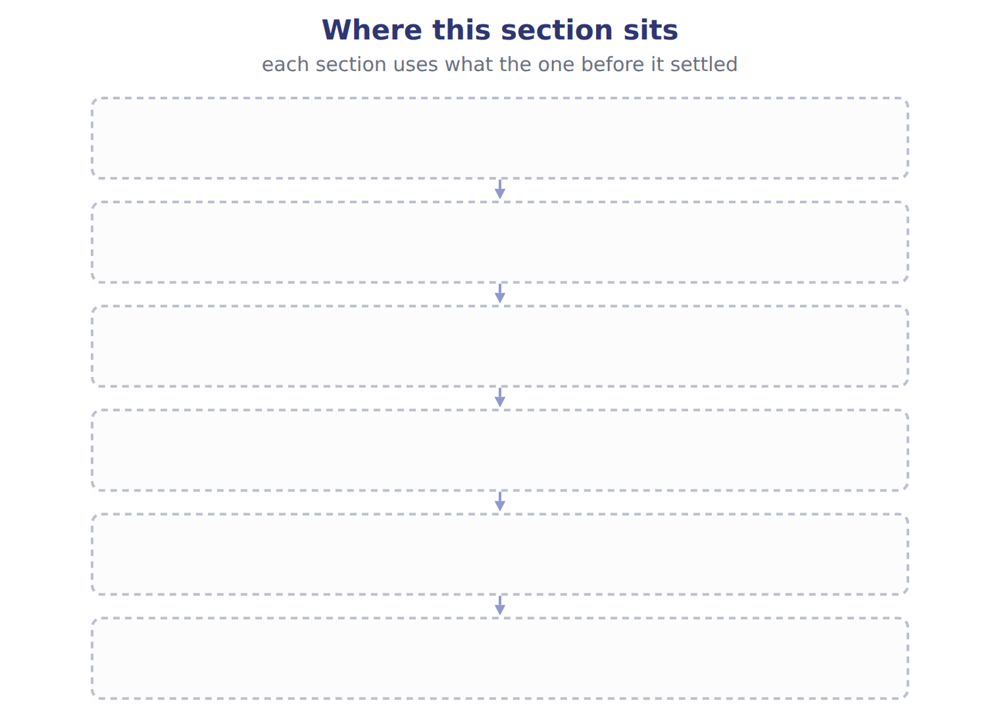 Where this section sits
each section uses what the one before it settled